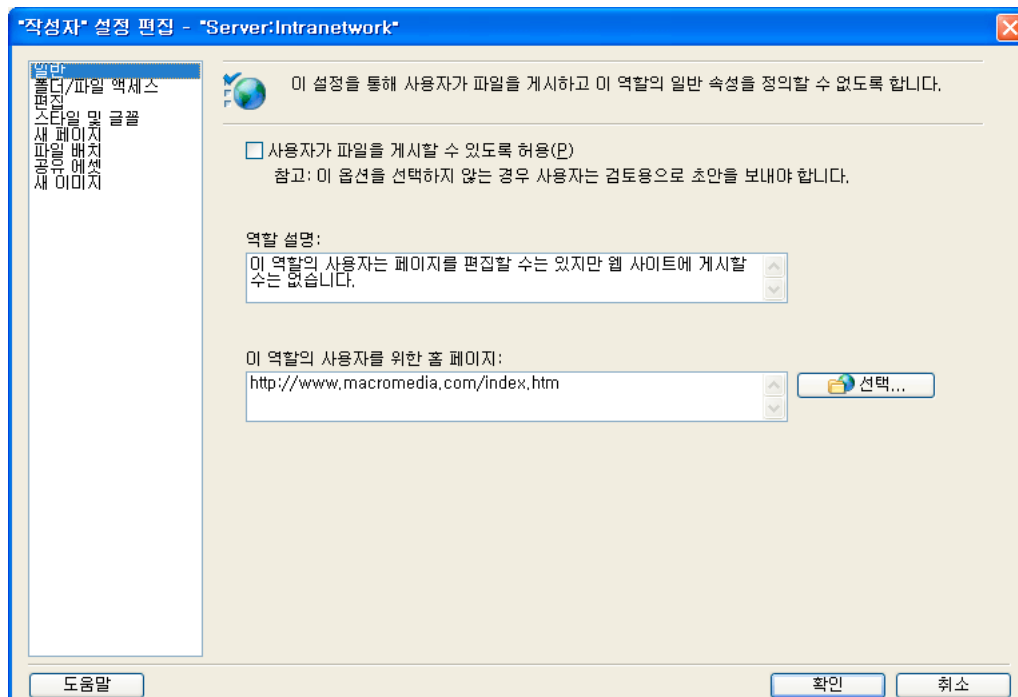 "작성자" 설정 편집 - "Server:Intranetwork"
일반
폴더/파일 액세스
편집
스타일 및 글꼴
새 페이지
파일 배치
공유 에셋
새 이미지
이 설정을 통해 사용자가 파일을 게시하고 이 역할의 일반 속성을 정의할 수 없도록 합니다.
사용자가 파일을 게시할 수 있도록 허용(P)
참고: 이 옵션을 선택하지 않는 경우 사용자는 검토용으로 초안을 보내야 합니다.
역할 설명:
이 역할의 사용자는 페이지를 편집할 수는 있지만 웹 사이트에 게시할
수는 없습니다.
이 역할의 사용자를 위한 홈 페이지:
http://www.macromedia.com/index.htm
선택...
도움말
확인
취소